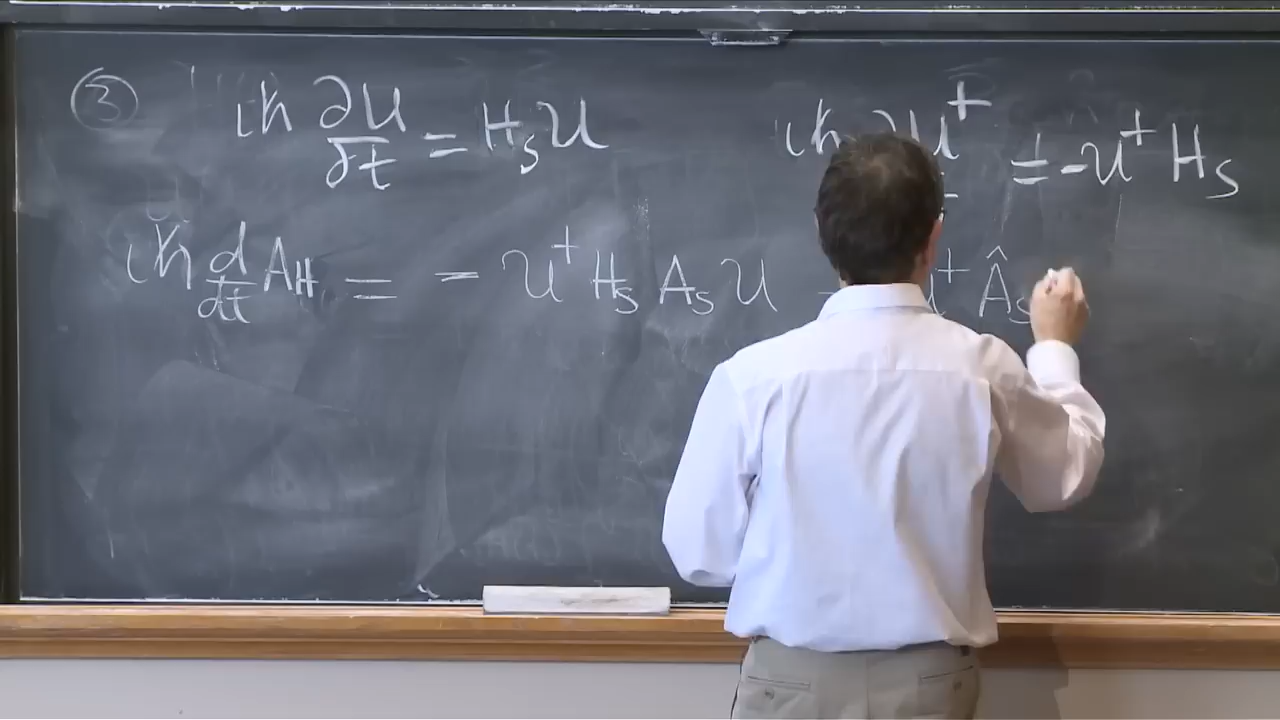 ③ iħ ∂U/∂t = H_S U iħ ∂U† = -U† H_S
iħ d/dt A_H = - U† H_S A_S U U† Â_S